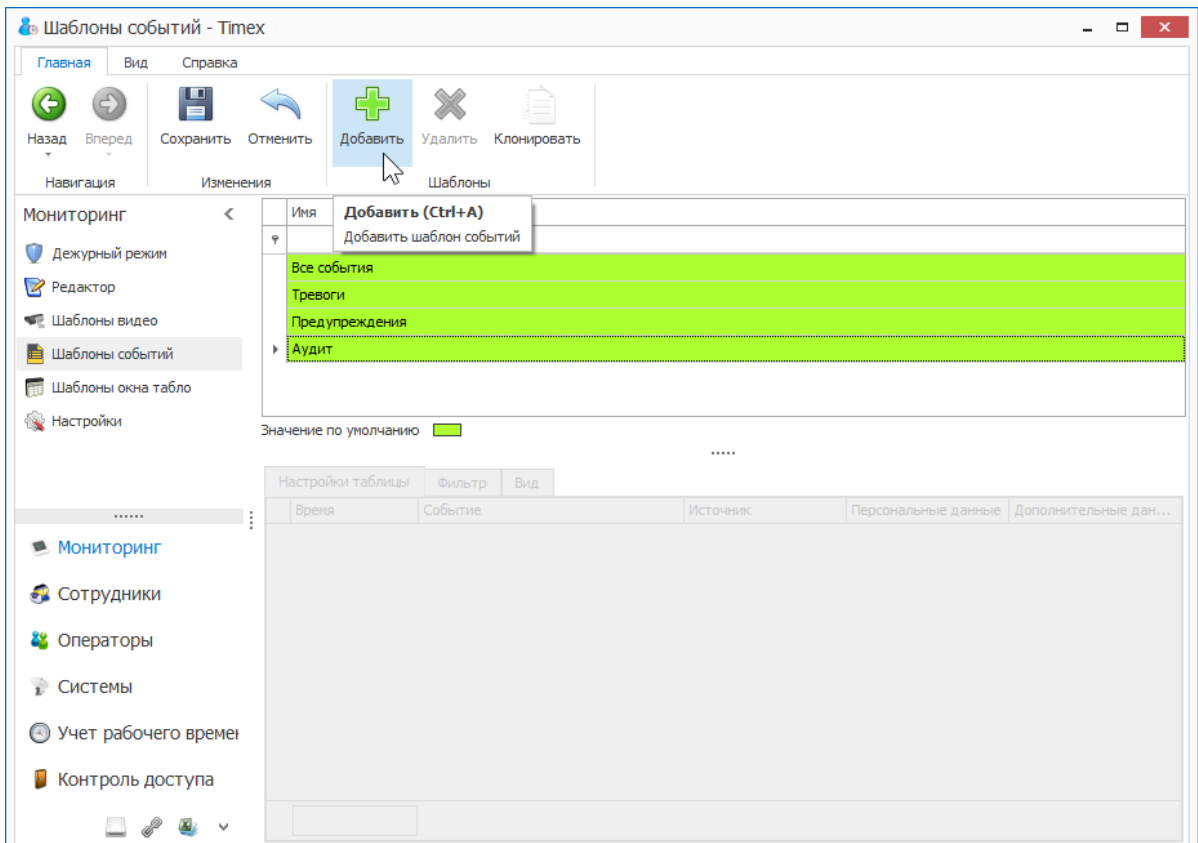 Шаблоны событий - Timex
Главная Вид Справка
Назад Вперед Сохранить Отменить Добавить Удалить Клонировать
Навигация Изменения Шаблоны
Мониторинг
Имя
Добавить (Ctrl+A)
Добавить шаблон событий
Дежурный режим
Редактор
Шаблоны видео
Шаблоны событий
Шаблоны окна табло
Настройки
Все события
Тревоги
Предупреждения
Аудит
Значение по умолчанию
Настройки таблицы Фильтр Вид
Время Событие Источник Персональные данные Дополнительные дан...
Мониторинг
Сотрудники
Операторы
Системы
Учет рабочего времен
Контроль доступа